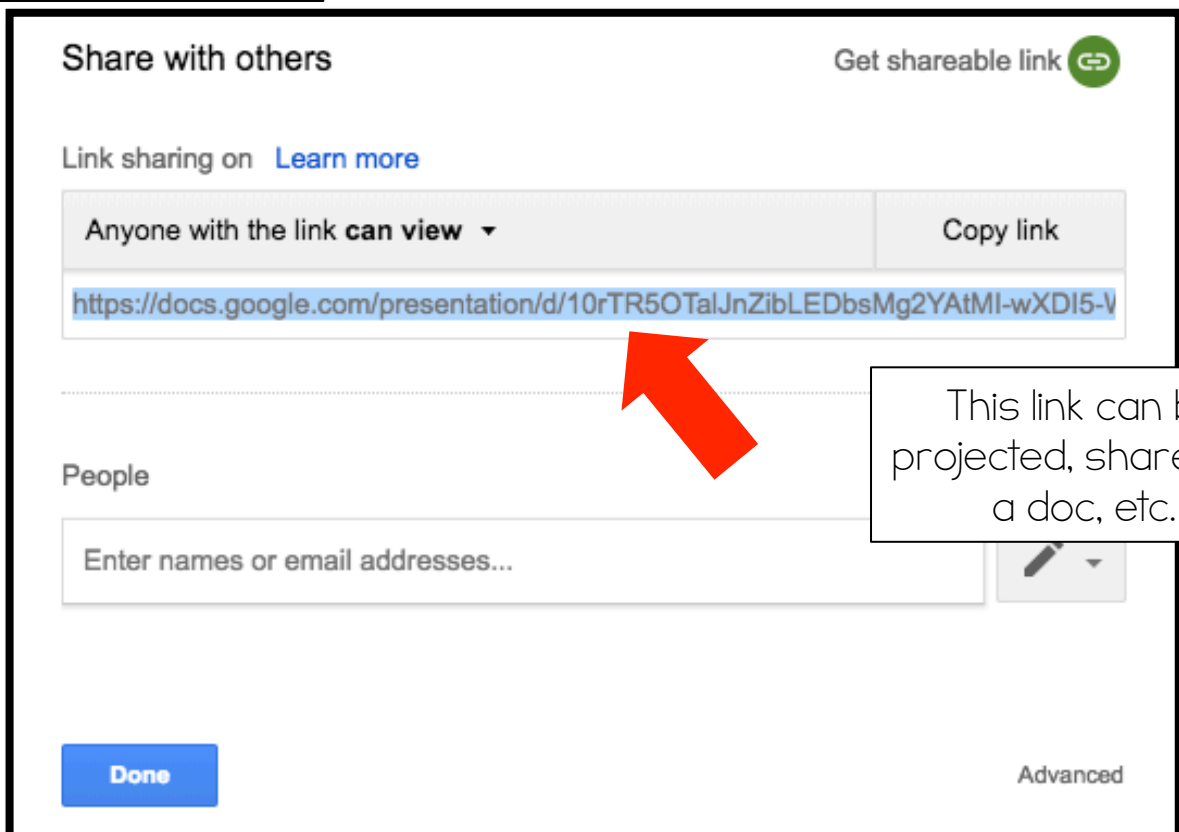 Share with others
Get shareable link
Link sharing on Learn more
Anyone with the link can view
Copy link
https://docs.google.com/presentation/d/10rTR5OTalJnZibLEDbsMg2YAtMI-wXDI5-
This link can
projected, share
a doc, etc.
People
Enter names or email addresses...
Done
Advanced